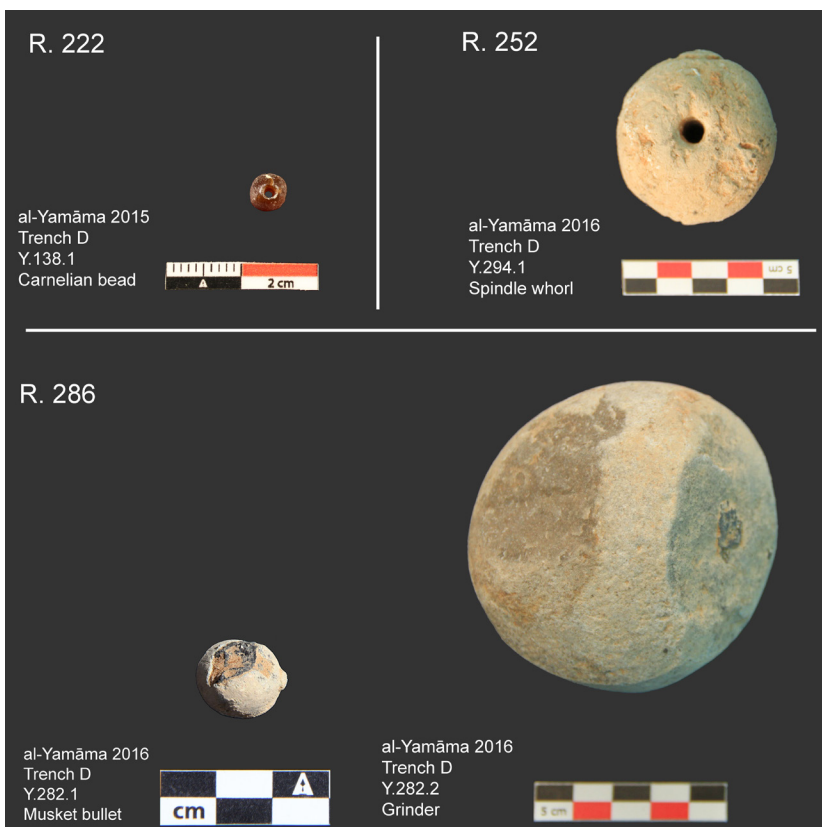 R. 222
al-Yamāma 2015
Trench D
Y.138.1
Carnelian bead
A
2 cm
R. 252
al-Yamāma 2016
Trench D
Y.294.1
Spindle whorl
5 cm
R. 286
al-Yamāma 2016
Trench D
Y.282.1
Musket bullet
A
cm
al-Yamāma 2016
Trench D
Y.282.2
Grinder
5 cm